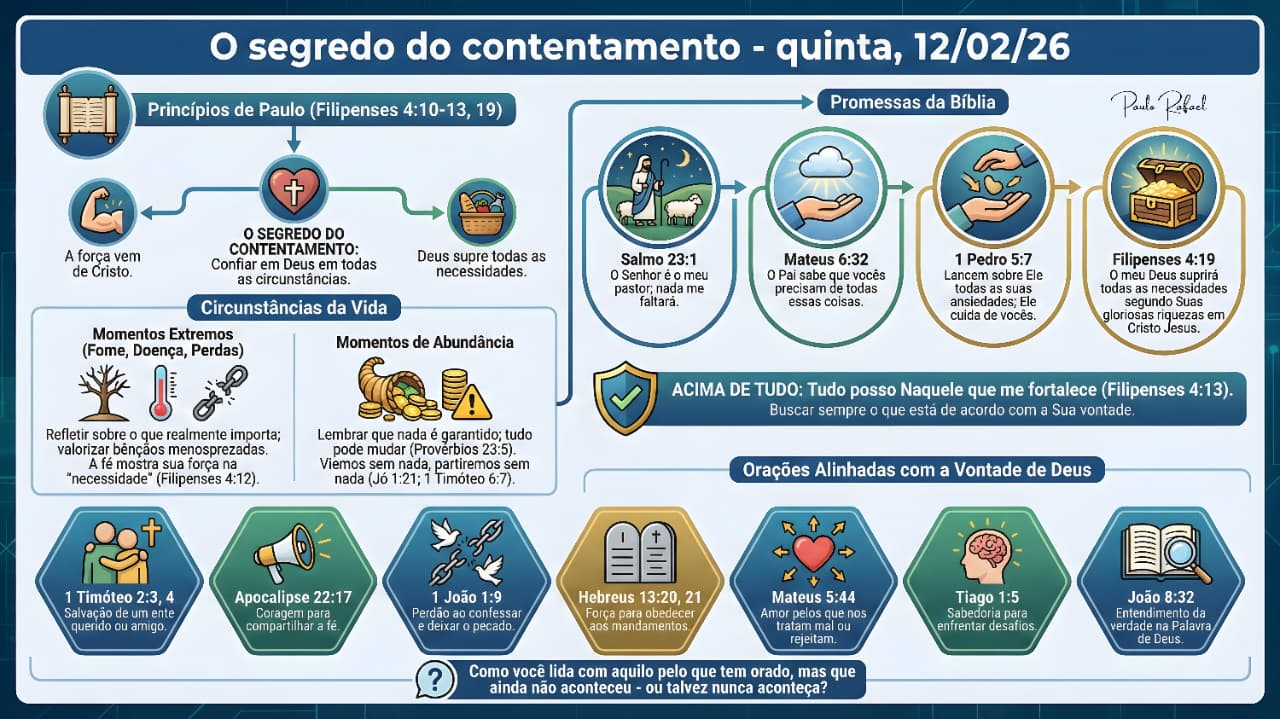 O segredo do contentamento - quinta, 12/02/26
Princípios de Paulo (Filipenses 4:10-13, 19)
A força vem
de Cristo.
O SEGREDO DO
CONTENTAMENTO:
Confiar em Deus em todas
as circunstâncias.
Deus supre todas as
necessidades.
Circunstâncias da Vida
Momentos Extremos
(Fome, Doença, Perdas)
Refletir sobre o que realmente importa;
valorizar bênçãos menosprezadas.
A fé mostra sua força na
“necessidade” (Filipenses 4:12).
Momentos de Abundância
Lembrar que nada é garantido; tudo
pode mudar (Provérbios 23:5).
Viemos sem nada, partiremos sem
nada (Jó 1:21; 1 Timóteo 6:7).
Promessas da Bíblia
Paulo Rafael
Salmo 23:1
O Senhor é o meu
pastor; nada me
faltará.
Mateus 6:32
O Pai sabe que vocês
precisam de todas
essas coisas.
1 Pedro 5:7
Lancem sobre Ele
todas as suas
ansiedades; Ele
cuida de vocês.
Filipenses 4:19
O meu Deus suprirá
todas as necessidades
segundo Suas
gloriosas riquezas em
Cristo Jesus.
ACIMA DE TUDO: Tudo posso Naquele que me fortalece (Filipenses 4:13).
Buscar sempre o que está de acordo com a Sua vontade.
Orações Alinhadas com a Vontade de Deus
1 Timóteo 2:3, 4
Salvação de um ente
querido ou amigo.
Apocalipse 22:17
Coragem para
compartilhar a fé.
1 João 1:9
Perdão ao confessar
e deixar o pecado.
I
Hebreus 13:20, 21
Força para obedecer
aos mandamentos.
Mateus 5:44
Amor pelos que nos
tratam mal ou
rejeitam.
Tiago 1:5
Sabedoria para
enfrentar desafios.
João 8:32
Entendimento da
verdade na Palavra
de Deus.
?
Como você lida com aquilo pelo que tem orado, mas que
ainda não aconteceu - ou talvez nunca aconteça?